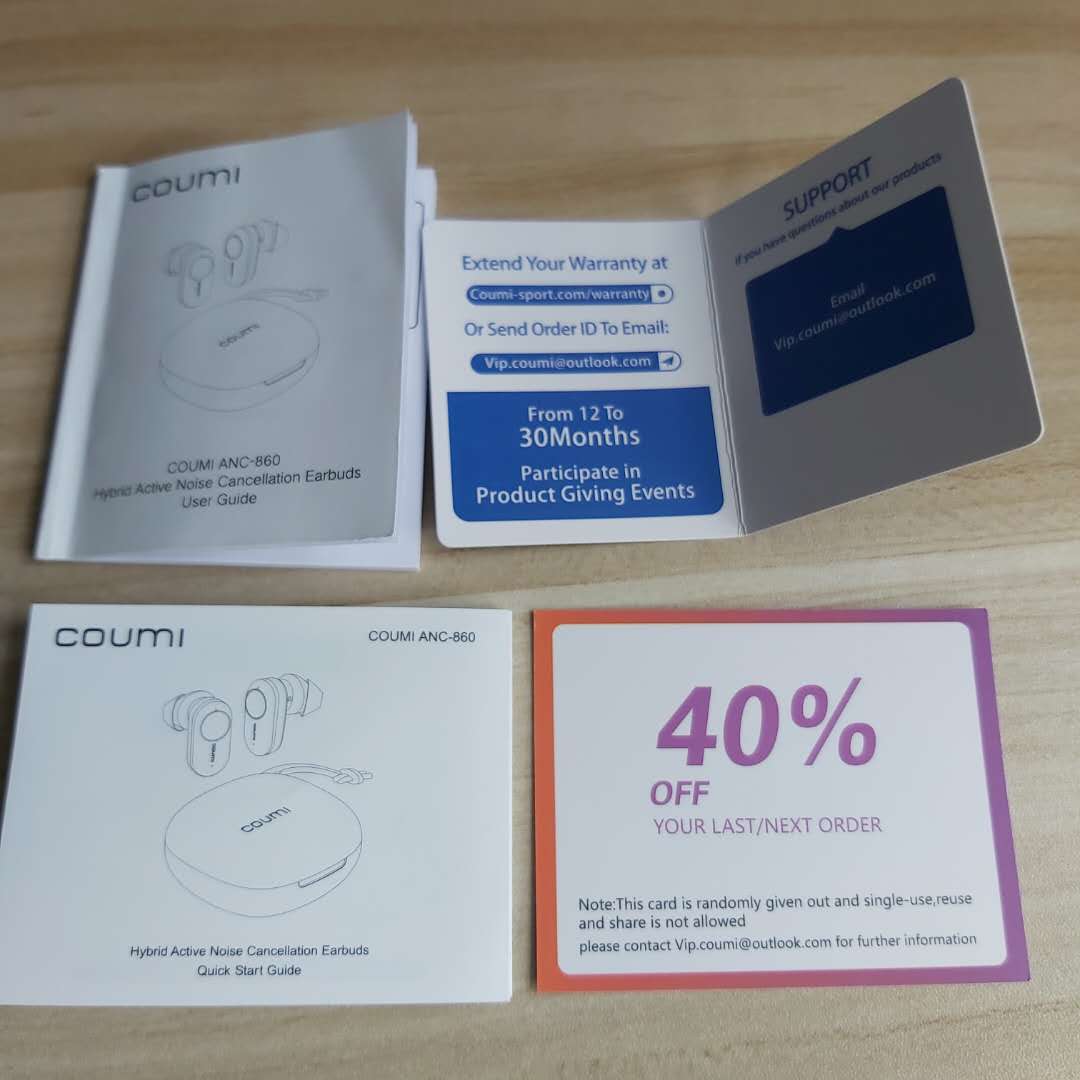 COUMI
COUMI
COUMI ANC-860
Hybrid Active Noise Cancellation Earbuds
User Guide
Extend Your Warranty at
Coumi-sport.com/warranty
Or Send Order ID To Email:
Vip.coumi@outlook.com
From 12 To
30Months
Participate in
Product Giving Events
SUPPORT
If you have questions about our products
Email
Vip.coumi@outlook.com
COUMI
COUMI ANC-860
COUMI
COUMI
COUMI
Hybrid Active Noise Cancellation Earbuds
Quick Start Guide
40%
OFF
YOUR LAST/NEXT ORDER
Note:This card is randomly given out and single-use,reuse
and share is not allowed
please contact Vip.coumi@outlook.com for further information